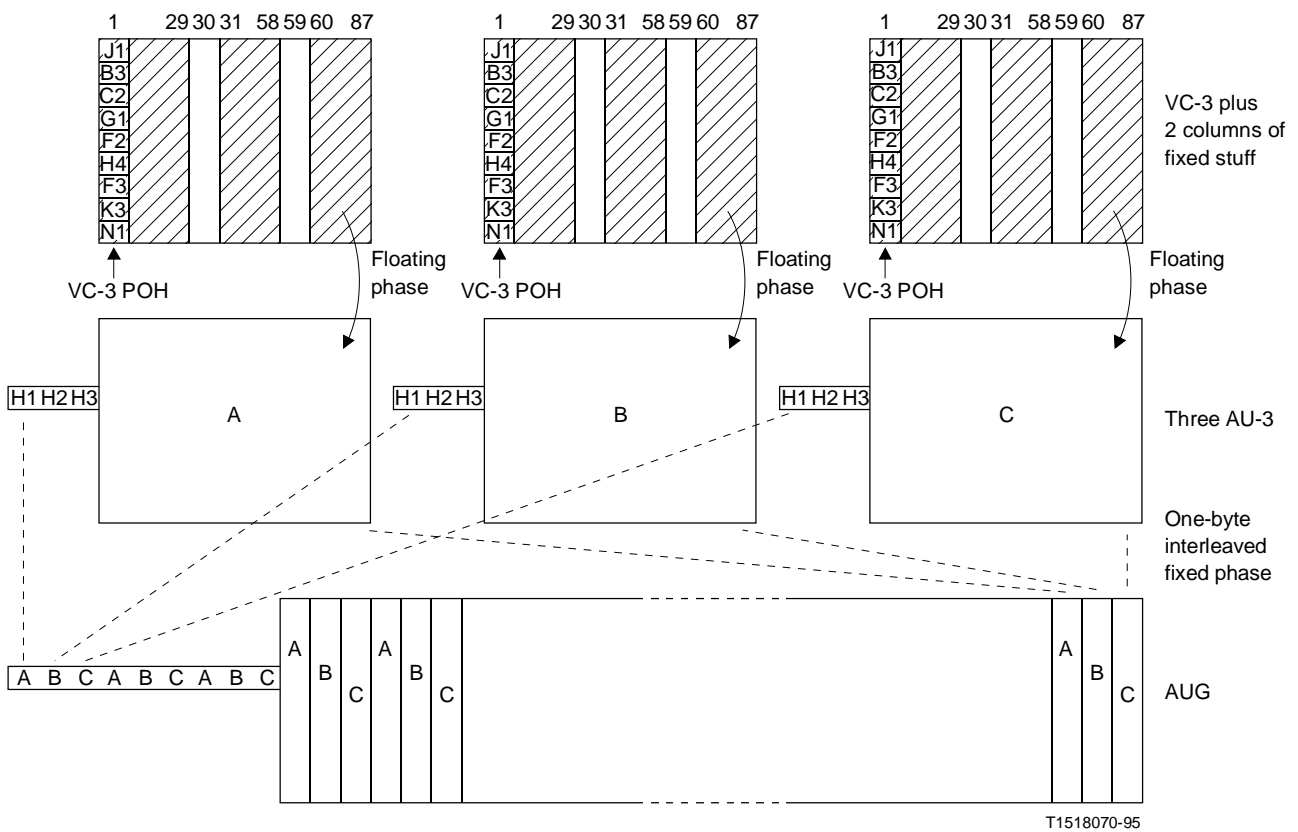 1 29 30 31 58 59 60 87
1 29 30 31 58 59 60 87
1 29 30 31 58 59 60 87
J1
B3
C2
G1
F2
H4
F3
K3
N1
J1
B3
C2
G1
F2
H4
F3
K3
N1
J1
B3
C2
G1
F2
H4
F3
K3
N1
VC-3 plus
2 columns of
fixed stuff
VC-3 POH
Floating
phase
VC-3 POH
Floating
phase
VC-3 POH
Floating
phase
H1 H2 H3
A
H1 H2 H3
B
H1 H2 H3
C
Three AU-3
One-byte
interleaved
fixed phase
A B C A B C A B C
A
B
C
A
B
C
A
B
C
AUG
T1518070-95